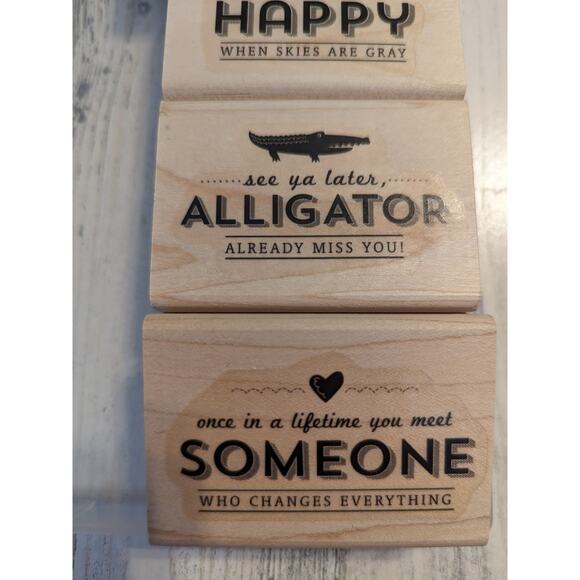 HAPPY
WHEN SKIES ARE GRAY
see ya later,
ALLIGATOR
ALREADY MISS YOU!
once in a lifetime you meet
SOMEONE
WHO CHANGES EVERYTHING